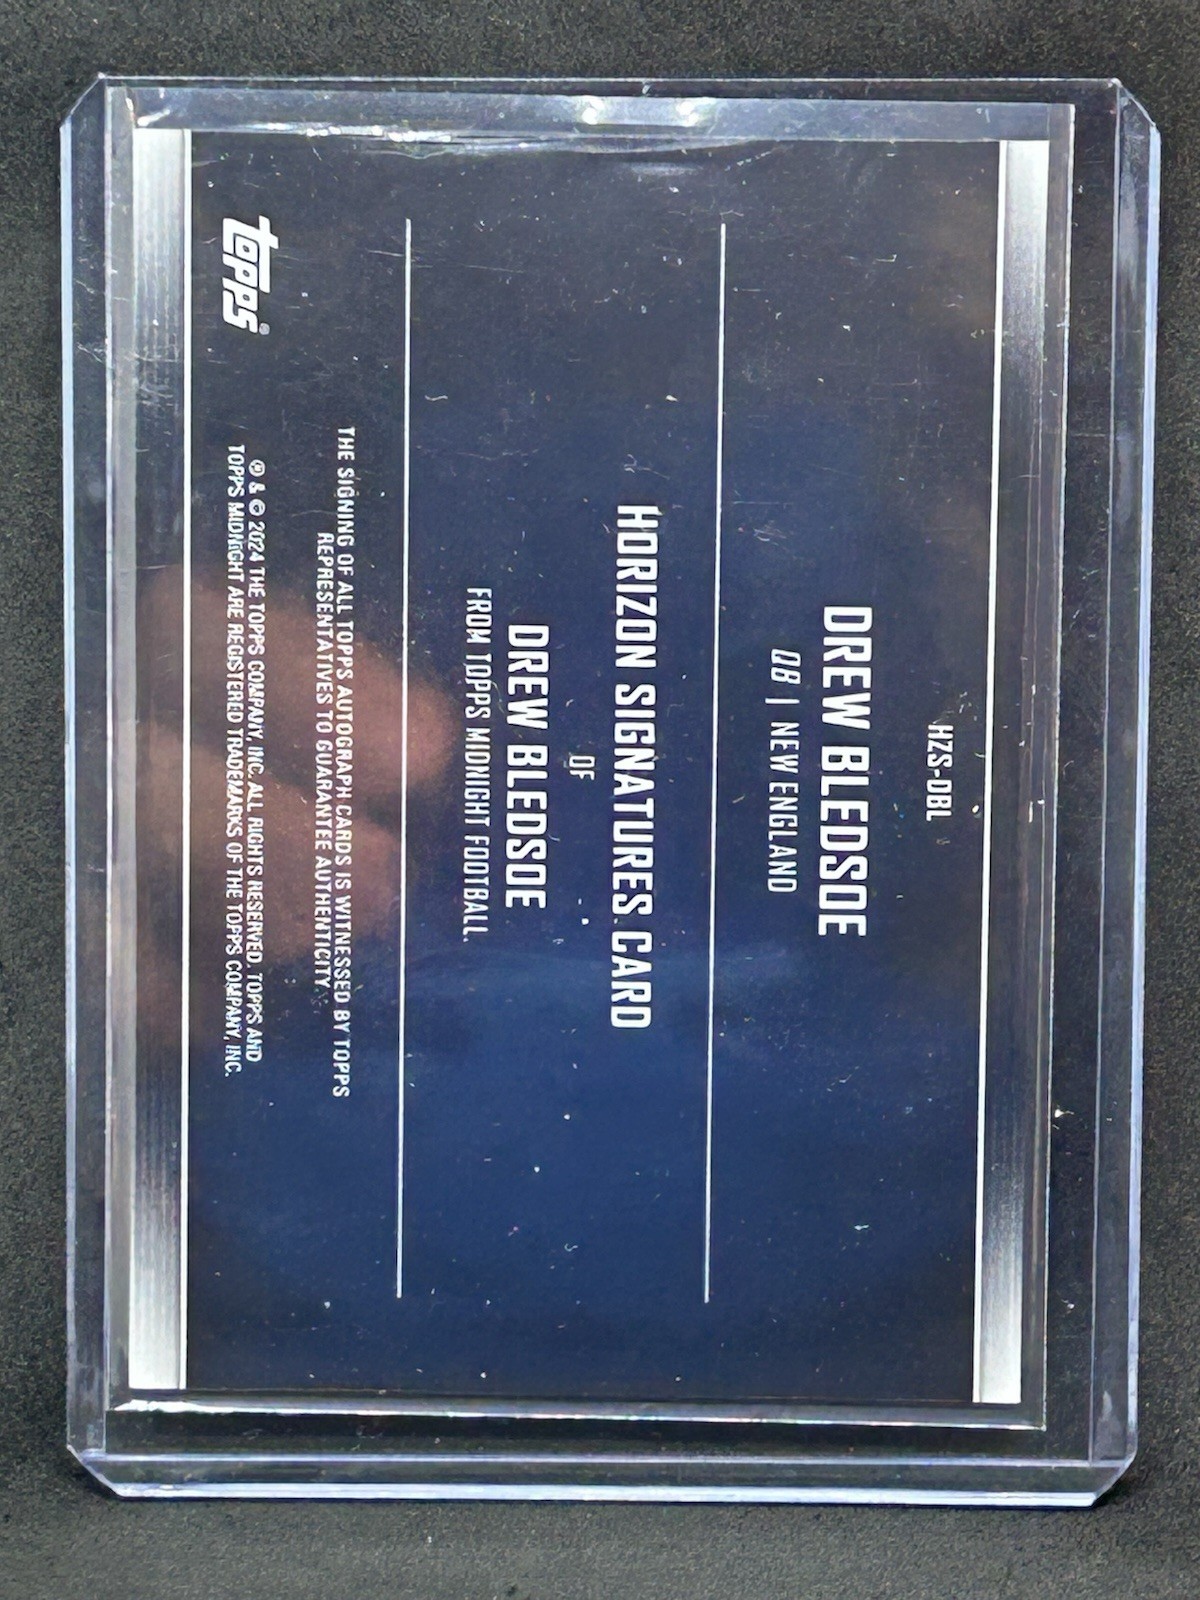 HZS-DBL
DREW BLEDSOE
QB | NEW ENGLAND
HORIZON SIGNATURES CARD
OF
DREW BLEDSOE
FROM TOPPS MIDNIGHT FOOTBALL.
THE SIGNING OF ALL TOPPS AUTOGRAPH CARDS IS WITNESSED BY TOPPS
REPRESENTATIVES TO GUARANTEE AUTHENTICITY.
® & © 2024 THE TOPPS COMPANY, INC. ALL RIGHTS RESERVED. TOPPS AND
TOPPS MIDNIGHT ARE REGISTERED TRADEMARKS OF THE TOPPS COMPANY, INC.
topps®